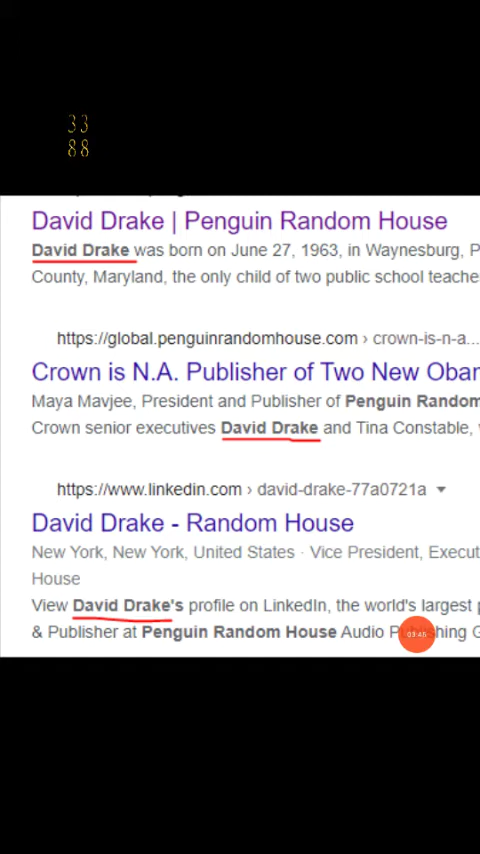 33
88
David Drake | Penguin Random House
David Drake was born on June 27, 1963, in Waynesburg, P
County, Maryland, the only child of two public school teache
https://global.penguinrandomhouse.com › crown-is-n-a...
Crown is N.A. Publisher of Two New Obar
Maya Mavjee, President and Publisher of Penguin Random
Crown senior executives David Drake and Tina Constable,
https://www.linkedin.com › david-drake-77a0721a
David Drake - Random House
New York, New York, United States · Vice President, Execut
House
View David Drake's profile on LinkedIn, the world's largest
& Publisher at Penguin Random House Audio Publishing G